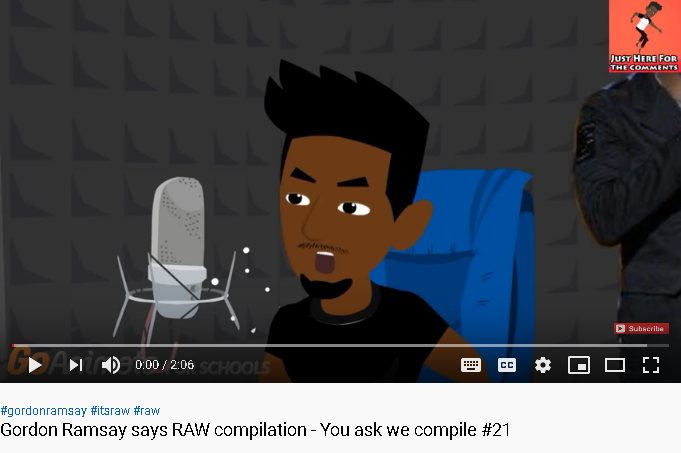 JUST HERE FOR
THE COMMENTS
Subscribe
GoAnimate FOR SCHOOLS
0:00 / 2:06
CC
#gordonramsay #itsraw #raw
Gordon Ramsay says RAW compilation - You ask we compile #21